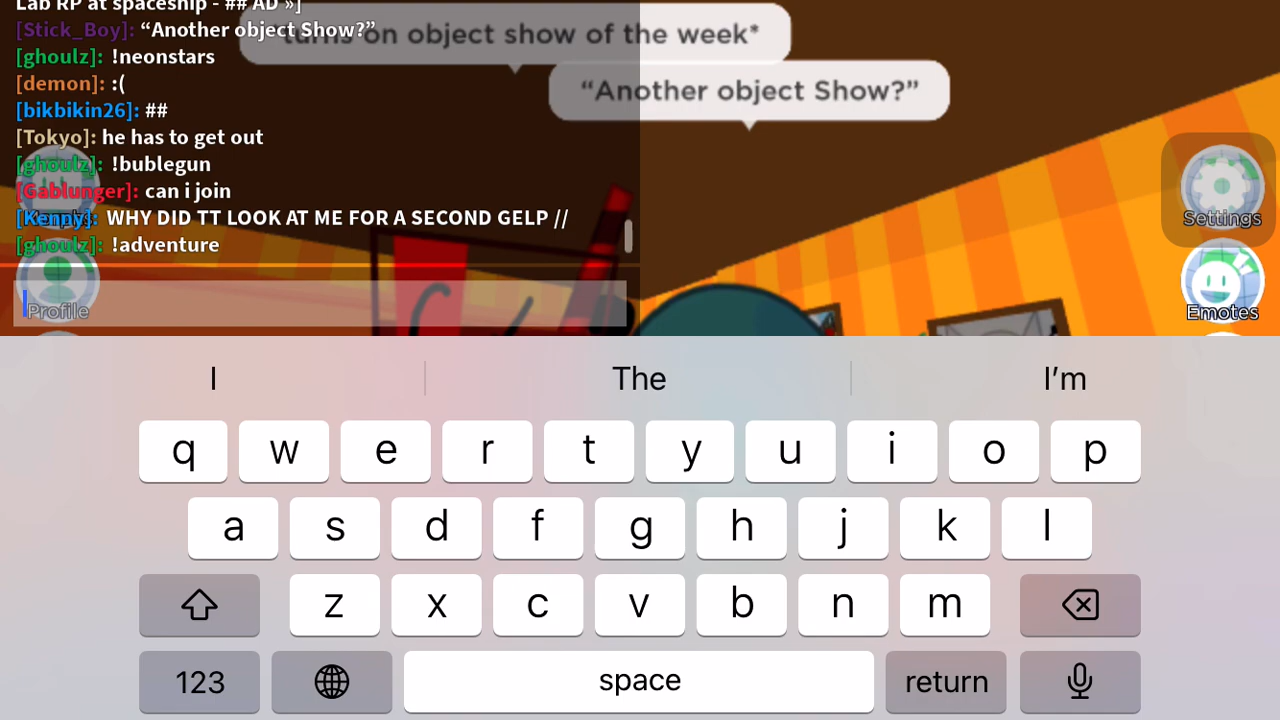 Lab RP at spaceship - ## AD »]
[Stick_Boy]: “Another object Show?”
[ghoulz]: !neonstars
[demon]: :(
[bikbikin26]: ##
[Tokyo]: he has to get out
[ghoulz]: !bublegun
[Gablunger]: can i join
[Kenpy]: WHY DID TT LOOK AT ME FOR A SECOND GELP //
[ghoulz]: !adventure
*turns on object show of the week*
“Another object Show?”
Profile
Settings
Emotes
I The I’m
q w e r t y u i o p
a s d f g h j k l
z x c v b n m
123 space return